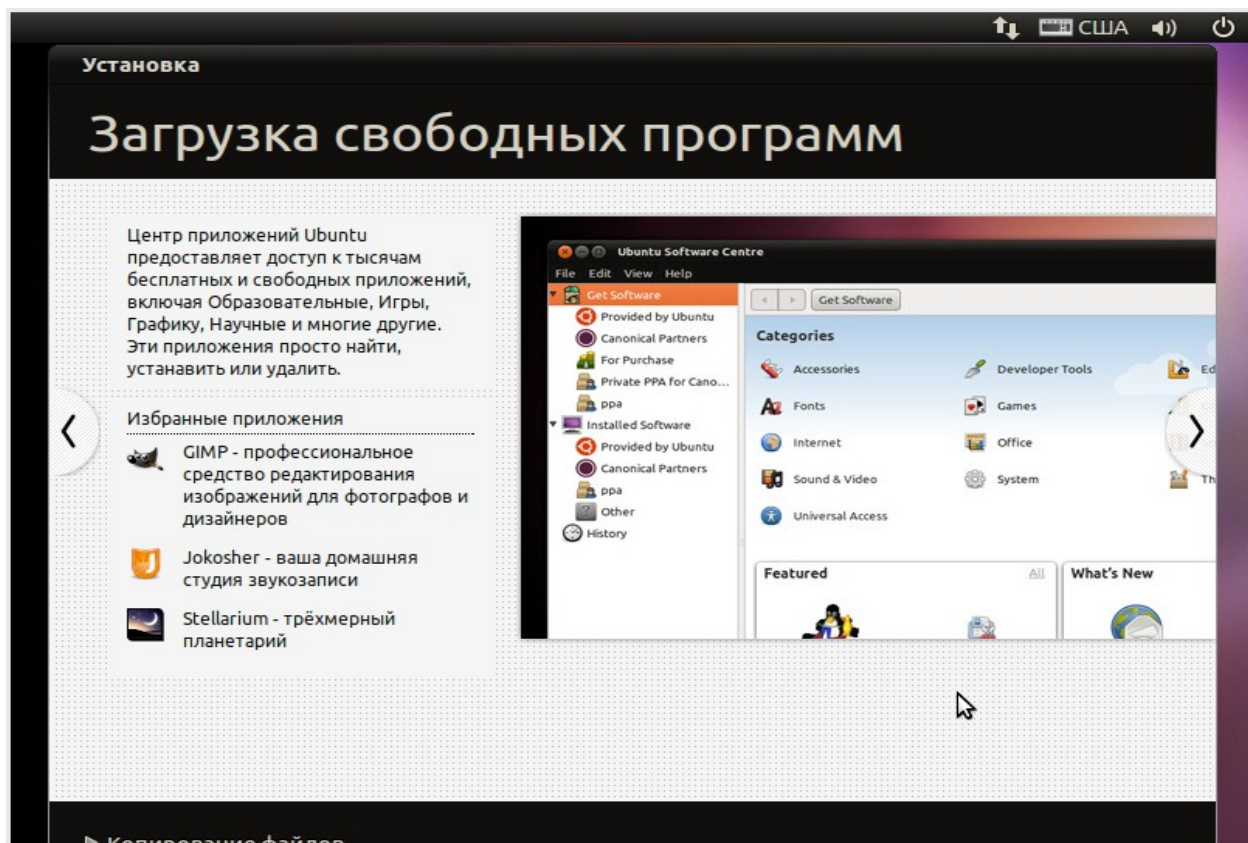 США
Установка
Загрузка свободных программ
Центр приложений Ubuntu
предоставляет доступ к тысячам
бесплатных и свободных приложений,
включая Образовательные, Игры,
Графику, Научные и многие другие.
Эти приложения просто найти,
устанавить или удалить.
Избранные приложения
GIMP - профессиональное
средство редактирования
изображений для фотографов и
дизайнеров
Jokosher - ваша домашняя
студия звукозаписи
Stellarium - трёхмерный
планетарий
Ubuntu Software Centre
File Edit View Help
Get Software
Provided by Ubuntu
Canonical Partners
For Purchase
Private PPA for Cano...
ppa
Installed Software
Provided by Ubuntu
Canonical Partners
ppa
Other
History
Get Software
Categories
Accessories
Developer Tools
Ed
Fonts
Games
Internet
Office
Sound & Video
System
Th
Universal Access
Featured
All
What's New
Копирование файлов